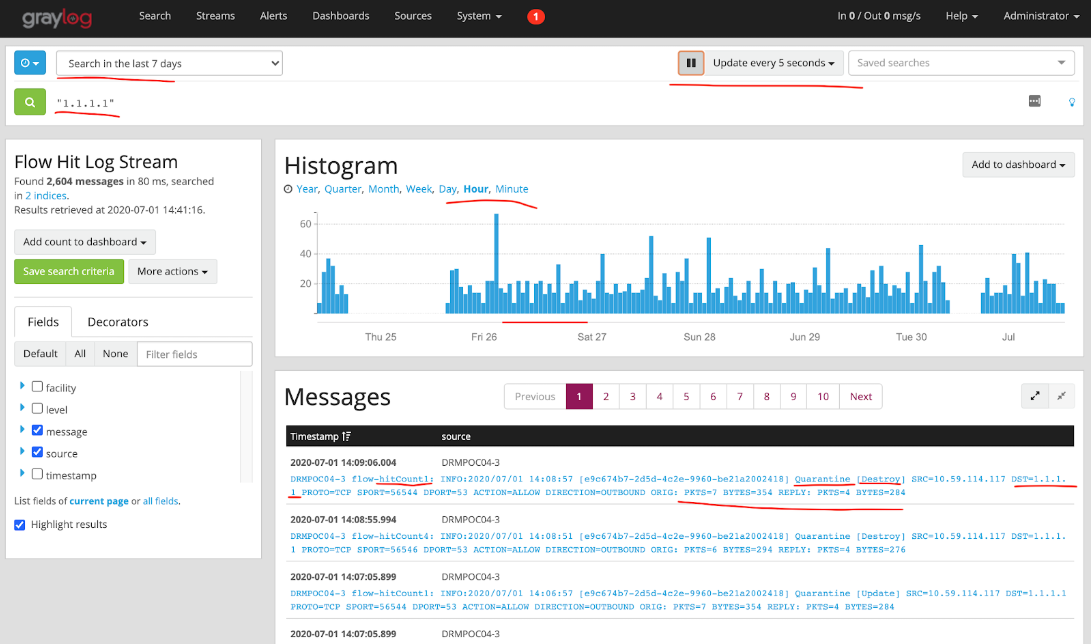 graylog Search Streams Alerts Dashboards Sources System 1 In 0 / Out 0 msg/s Help Administrator
Search in the last 7 days Update every 5 seconds Saved searches
"1.1.1.1"
Flow Hit Log Stream
Found 2,604 messages in 80 ms, searched
in 2 indices.
Results retrieved at 2020-07-01 14:41:16.
Add count to dashboard
Save search criteria More actions
Fields Decorators
Default All None Filter fields
facility
level
message
source
timestamp
List fields of current page or all fields.
Highlight results
Histogram Add to dashboard
Year, Quarter, Month, Week, Day, Hour, Minute
60
40
20
Thu 25 Fri 26 Sat 27 Sun 28 Jun 29 Tue 30 Jul
Messages Previous 1 2 3 4 5 6 7 8 9 10 Next
Timestamp source
2020-07-01 14:09:06.004 DRMPOC04-3
DRMPOC04-3 flow-hitCount1: INFO:2020/07/01 14:08:57 [e9c674b7-2d5d-4c2e-9960-be21a2002418] Quarantine [Destroy] SRC=10.59.114.117 DST=1.1.1.
1 PROTO=TCP SPORT=56544 DPORT=53 ACTION=ALLOW DIRECTION=OUTBOUND ORIG: PKTS=7 BYTES=354 REPLY: PKTS=4 BYTES=284
2020-07-01 14:08:55.994 DRMPOC04-3
DRMPOC04-3 flow-hitCount4: INFO:2020/07/01 14:08:51 [e9c674b7-2d5d-4c2e-9960-be21a2002418] Quarantine [Destroy] SRC=10.59.114.117 DST=1.1.1.
1 PROTO=TCP SPORT=56546 DPORT=53 ACTION=ALLOW DIRECTION=OUTBOUND ORIG: PKTS=6 BYTES=294 REPLY: PKTS=4 BYTES=276
2020-07-01 14:07:05.899 DRMPOC04-3
DRMPOC04-3 flow-hitCount1: INFO:2020/07/01 14:06:57 [e9c674b7-2d5d-4c2e-9960-be21a2002418] Quarantine [Update] SRC=10.59.114.117 DST=1.1.1.1
PROTO=TCP SPORT=56544 DPORT=53 ACTION=ALLOW DIRECTION=OUTBOUND ORIG: PKTS=7 BYTES=354 REPLY: PKTS=4 BYTES=284
2020-07-01 14:07:05.899 DRMPOC04-3